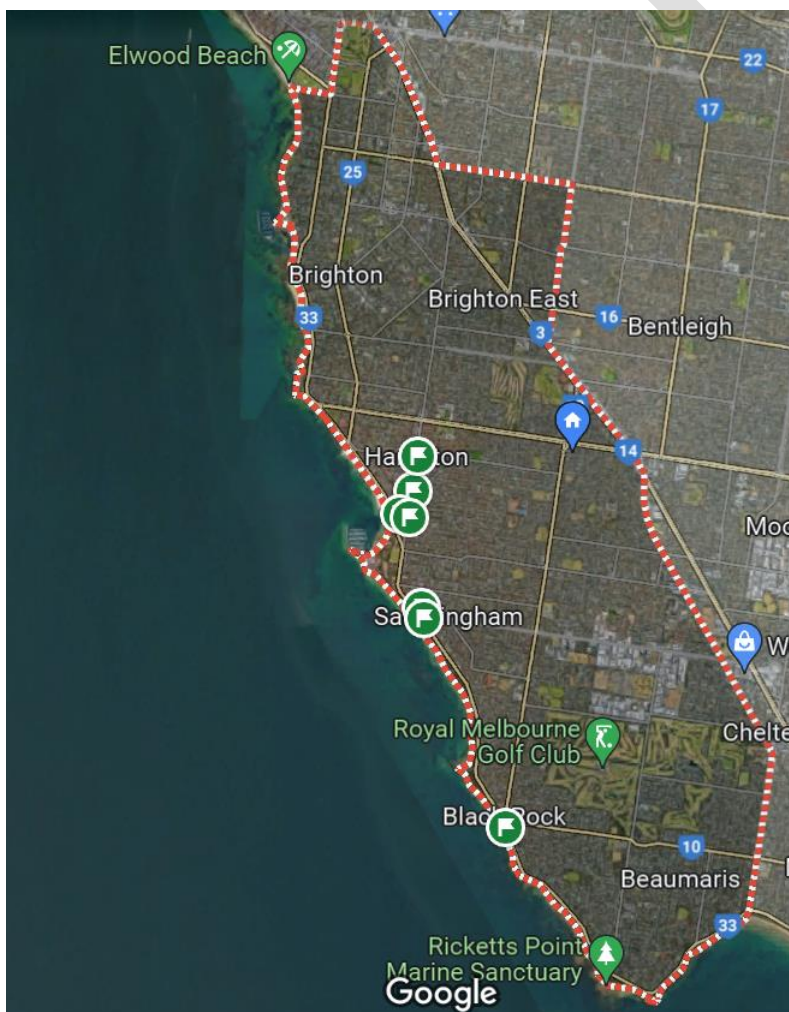 Elwood Beach
22
17
25
Brighton
Brighton East
33
16
3
Bentleigh
14
Royal Melbourne
Golf Club
10
Beaumaris
33
Ricketts Point
Marine Sanctuary
Google